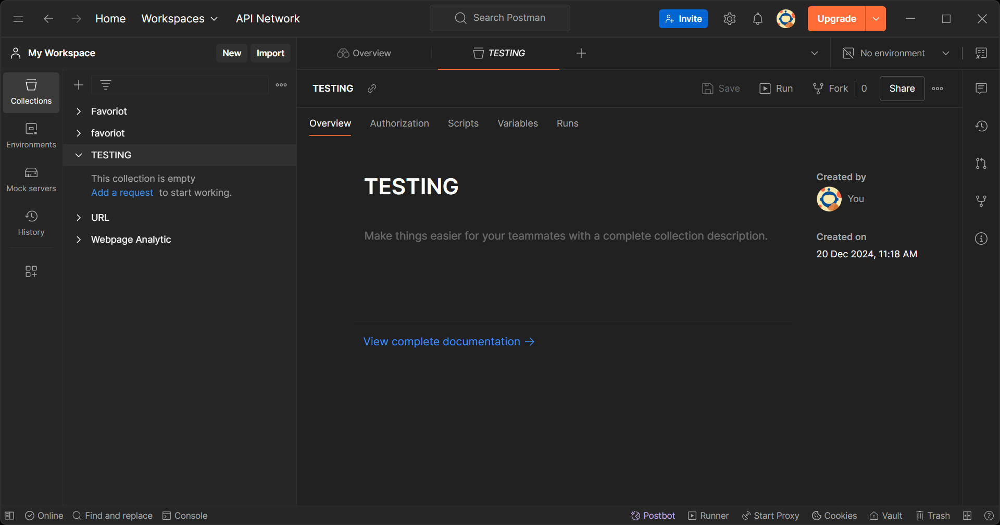 Home Workspaces API Network Search Postman Invite Upgrade
My Workspace New Import Overview TESTING No environment
Collections
Environments
Mock servers
History
Favoriot
favoriot
TESTING
This collection is empty
Add a request to start working.
URL
Webpage Analytic
TESTING Save Run Fork 0 Share
Overview Authorization Scripts Variables Runs
TESTING
Make things easier for your teammates with a complete collection description.
View complete documentation →
Created by
You
Created on
20 Dec 2024, 11:18 AM
Online Find and replace Console Postbot Runner Start Proxy Cookies Vault Trash